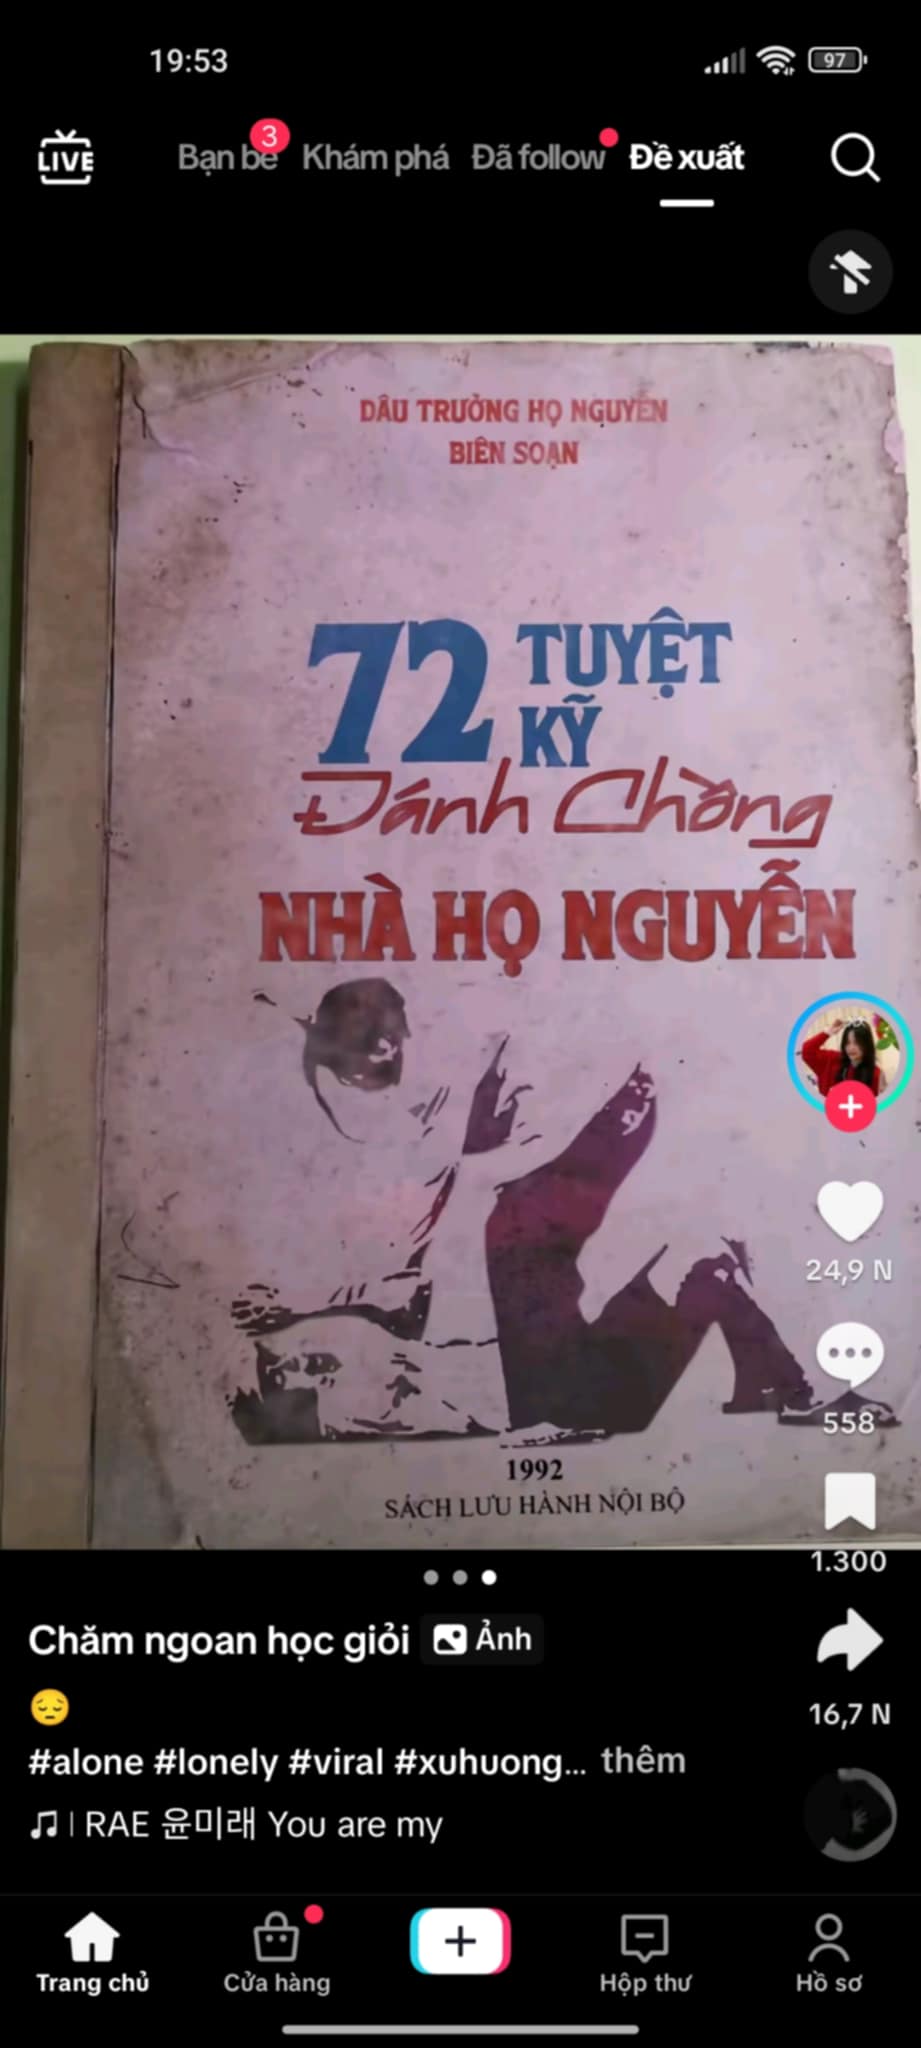 19:53
97
LIVE
Bạn bè
3
Khám phá
Đã follow
Đề xuất
DÂU TRƯỞNG HỌ NGUYỄN
BIÊN SOẠN
72 TUYỆT
KỸ
Đánh Chồng
NHÀ HỌ NGUYỄN
1992
SÁCH LƯU HÀNH NỘI BỘ
24,9 N
558
1.300
16,7 N
Chăm ngoan học giỏi
Ảnh
#alone #lonely #viral #xuhuong... thêm
RAE 윤미래 You are my
Trang chủ
Cửa hàng
Hộp thư
Hồ sơ